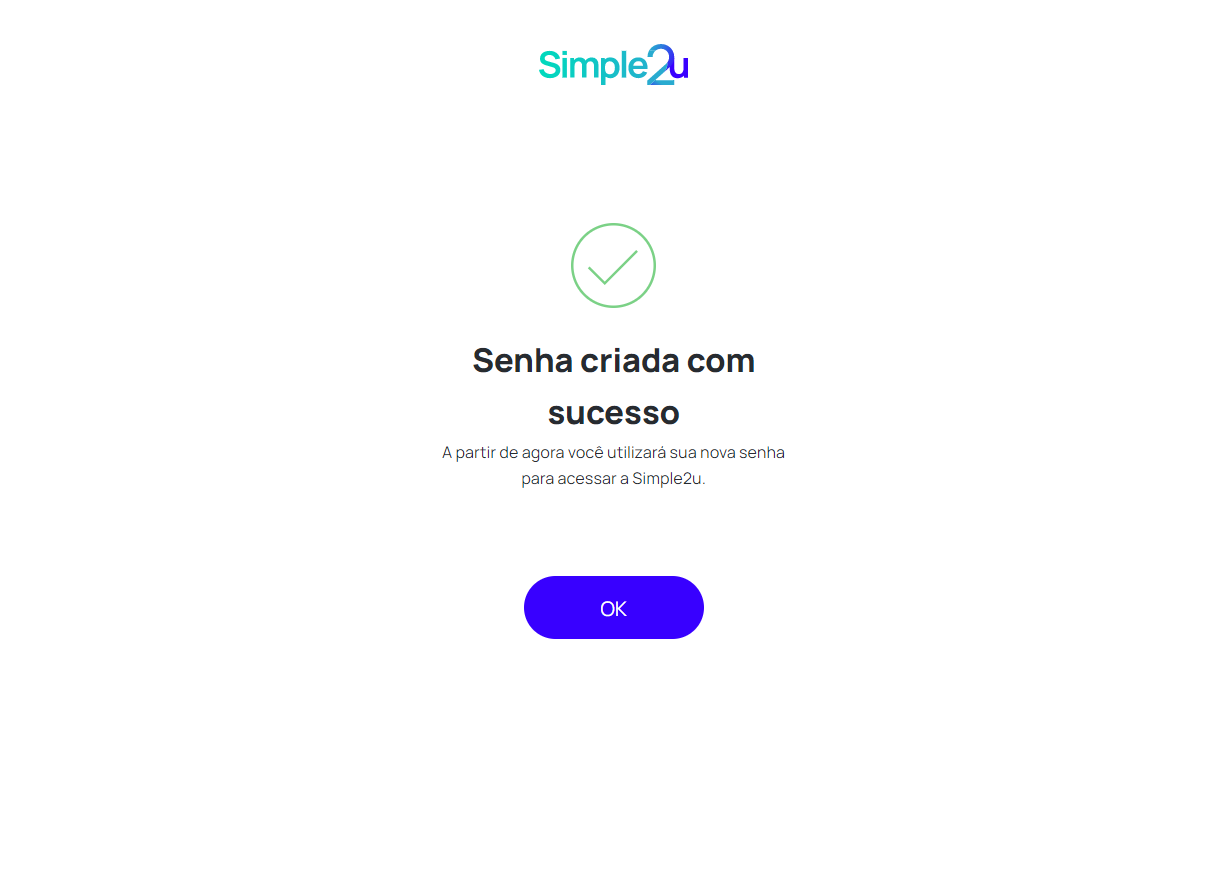 Simple2u
Senha criada com
sucesso
A partir de agora você utilizará sua nova senha
para acessar a Simple2u.
OK